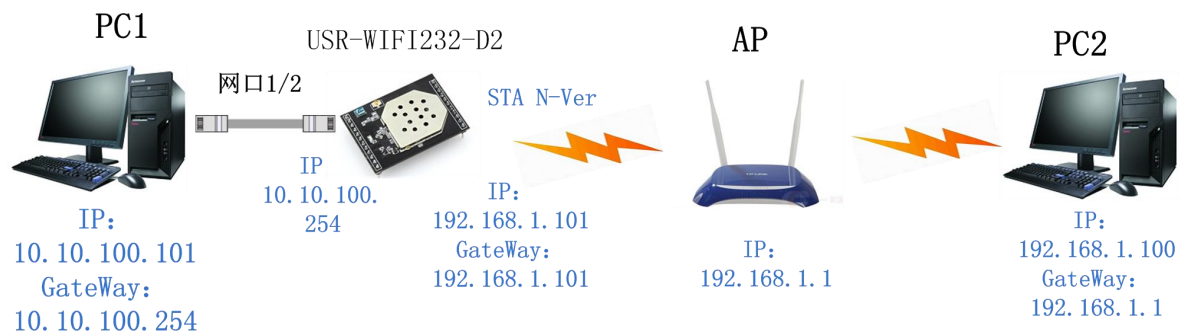 PC1
USR-WIFI232-D2
AP
PC2
网口1/2
STA N-Ver
IP
10.10.100.
254
IP:
10.10.100.101
GateWay:
10.10.100.254
IP:
192.168.1.101
GateWay:
192.168.1.101
IP:
192.168.1.1
IP:
192.168.1.100
GateWay:
192.168.1.1
TP-LINK